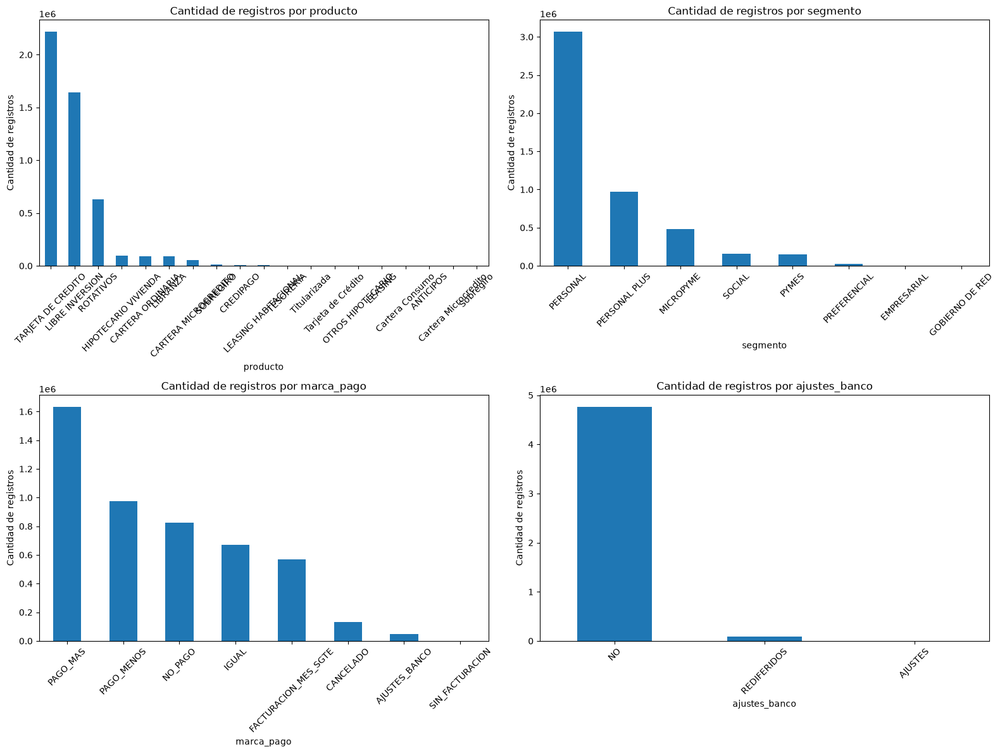 Cantidad de registros por producto
1e6
Cantidad de registros
2.0
1.5
1.0
0.5
0.0
TARJETA DE CREDITO
LIBRE INVERSION
ROTATIVOS
HIPOTECARIO VIVIENDA
CARTERA ORDINARIA
LIBRANZA
CARTERA MICROCREDITO
SOBREGIRO
CREDIPAGO
LEASING HABITACIONAL
TESORERIA
Titularizada
Tarjeta de Crédito
OTROS HIPOTECARIO
LEASING
Cartera Consumo
ANTICIPOS
Cartera Microcredito
Sobregiro
producto
Cantidad de registros por segmento
1e6
Cantidad de registros
3.0
2.5
2.0
1.5
1.0
0.5
0.0
PERSONAL
PERSONAL PLUS
MICROPYME
SOCIAL
PYMES
PREFERENCIAL
EMPRESARIAL
GOBIERNO DE RED
segmento
Cantidad de registros por marca_pago
1e6
Cantidad de registros
1.6
1.4
1.2
1.0
0.8
0.6
0.4
0.2
0.0
PAGO_MAS
PAGO_MENOS
NO_PAGO
IGUAL
FACTURACION_MES_SGTE
CANCELADO
AJUSTES_BANCO
SIN_FACTURACION
marca_pago
Cantidad de registros por ajustes_banco
1e6
Cantidad de registros
5
4
3
2
1
0
NO
REDIFERIDOS
AJUSTES
ajustes_banco